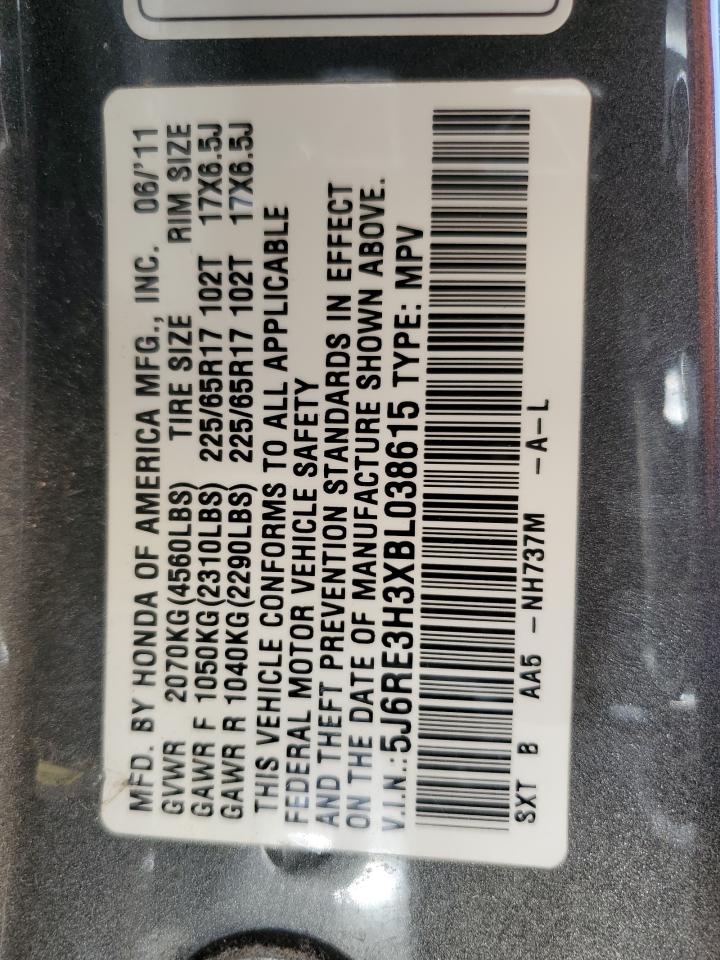 MFD. BY HONDA OF AMERICA MFG., INC. 06/'11
GVWR 2070KG(4560LBS) TIRE SIZE RIM SIZE
GAWR F 1050KG(2310LBS) 225/65R17 102T 17X6.5J
GAWR R 1040KG(2290LBS) 225/65R17 102T 17X6.5J
THIS VEHICLE CONFORMS TO ALL APPLICABLE
FEDERAL MOTOR VEHICLE SAFETY
AND THEFT PREVENTION STANDARDS IN EFFECT
ON THE DATE OF MANUFACTURE SHOWN ABOVE.
V.I.N.:5J6RE3H3XBL038615 TYPE: MPV
SXT B AA5 -NH737M -A-L